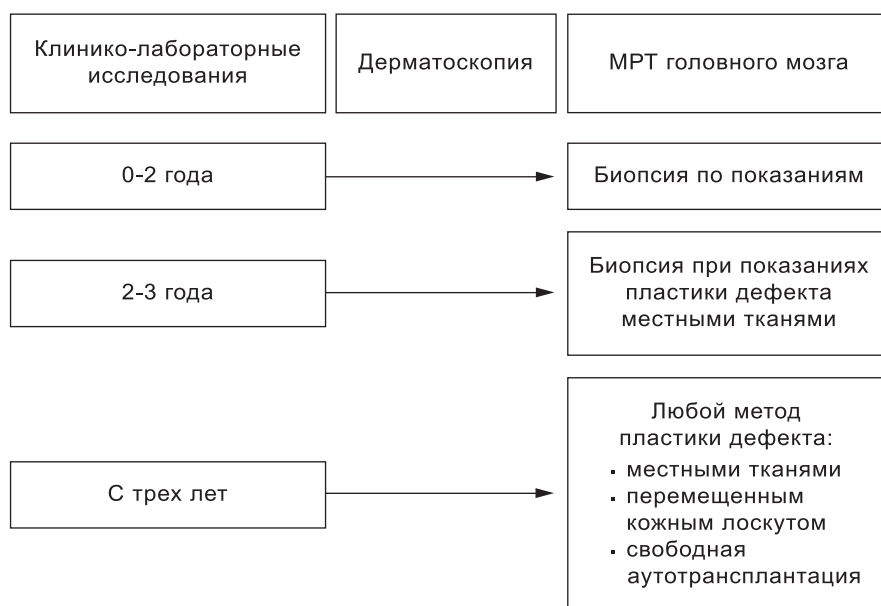 Клинико-лабораторные
исследования
Дерматоскопия
МРТ головного мозга
0-2 года
Биопсия по показаниям
2-3 года
Биопсия при показаниях
пластики дефекта
местными тканями
С трех лет
Любой метод
пластики дефекта:
▪ местными тканями
▪ перемещенным
кожным лоскутом
▪ свободная
аутотрансплантация